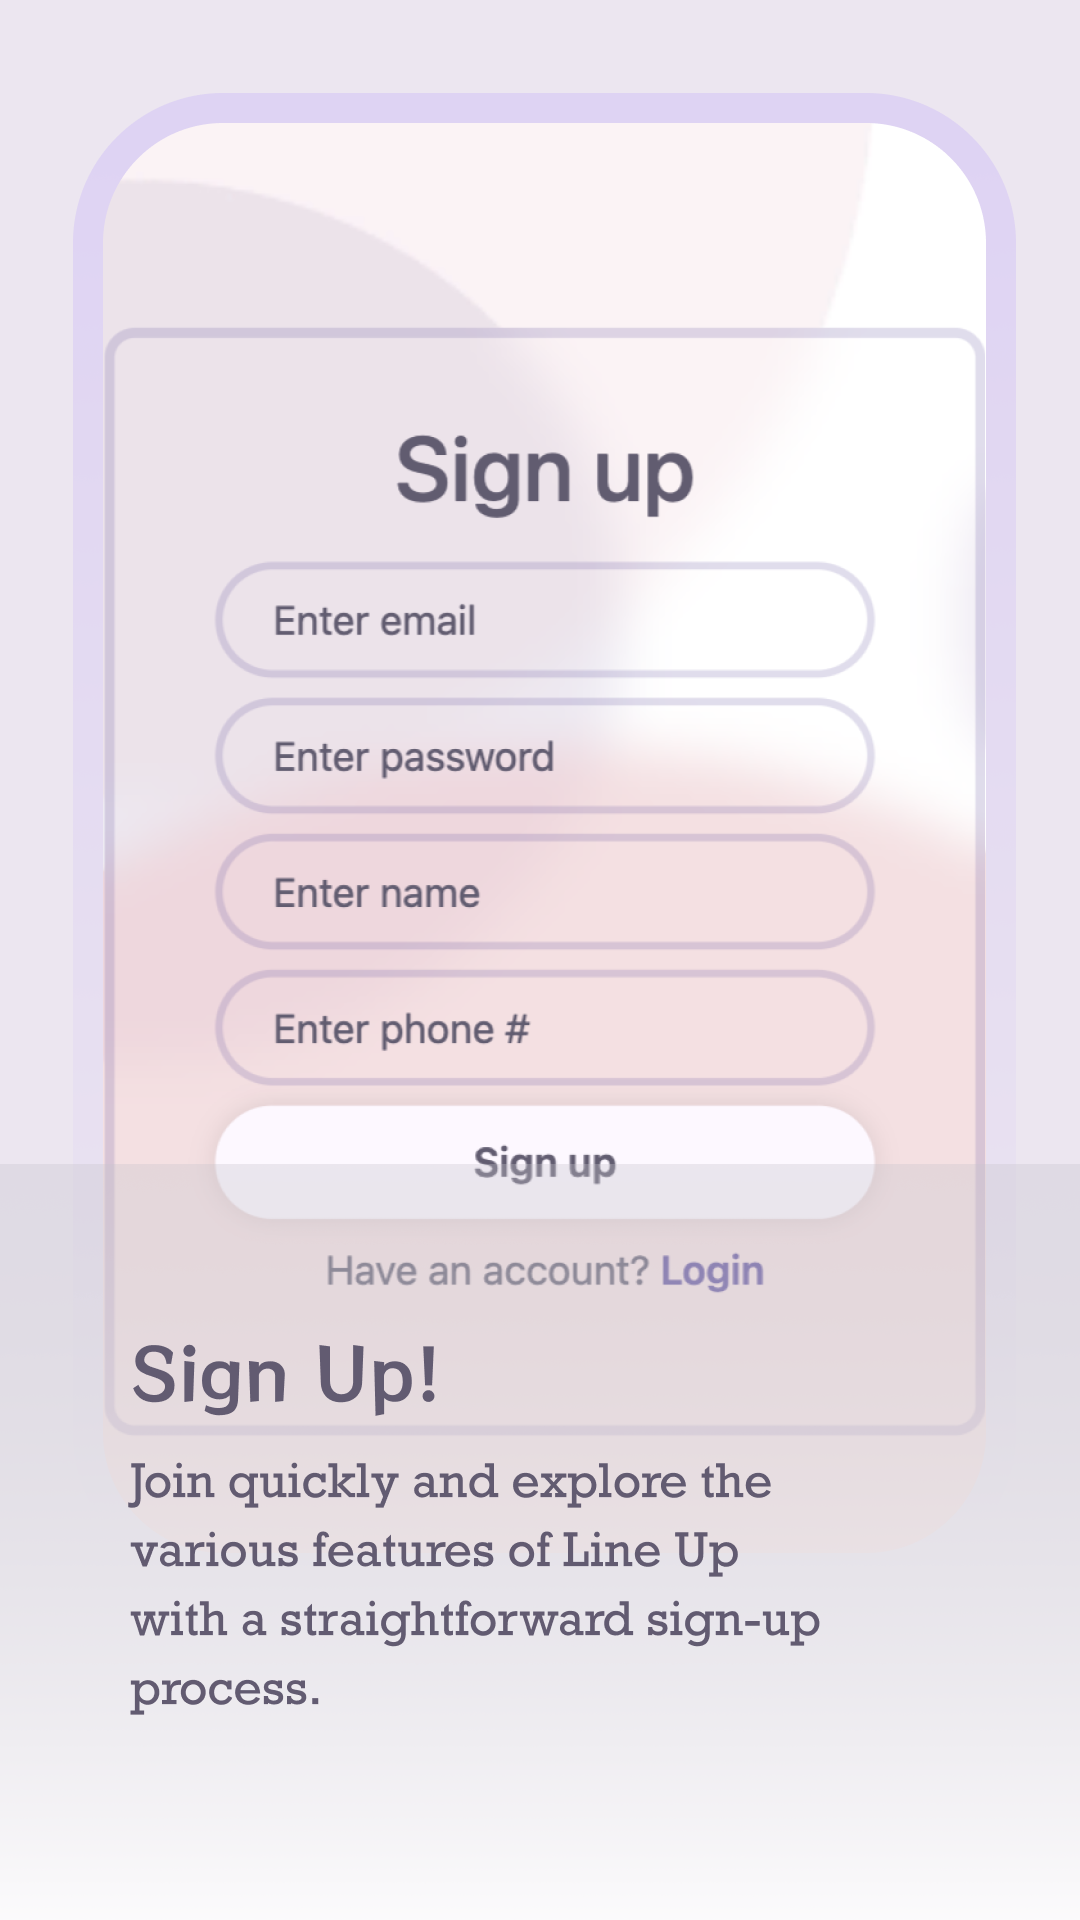 Sign up
Enter email
Enter password
Enter name
Enter phone #
Sign up
Have an account? Login
Sign Up!
Join quickly and explore the
various features of Line Up
with a straightforward sign-up
process.